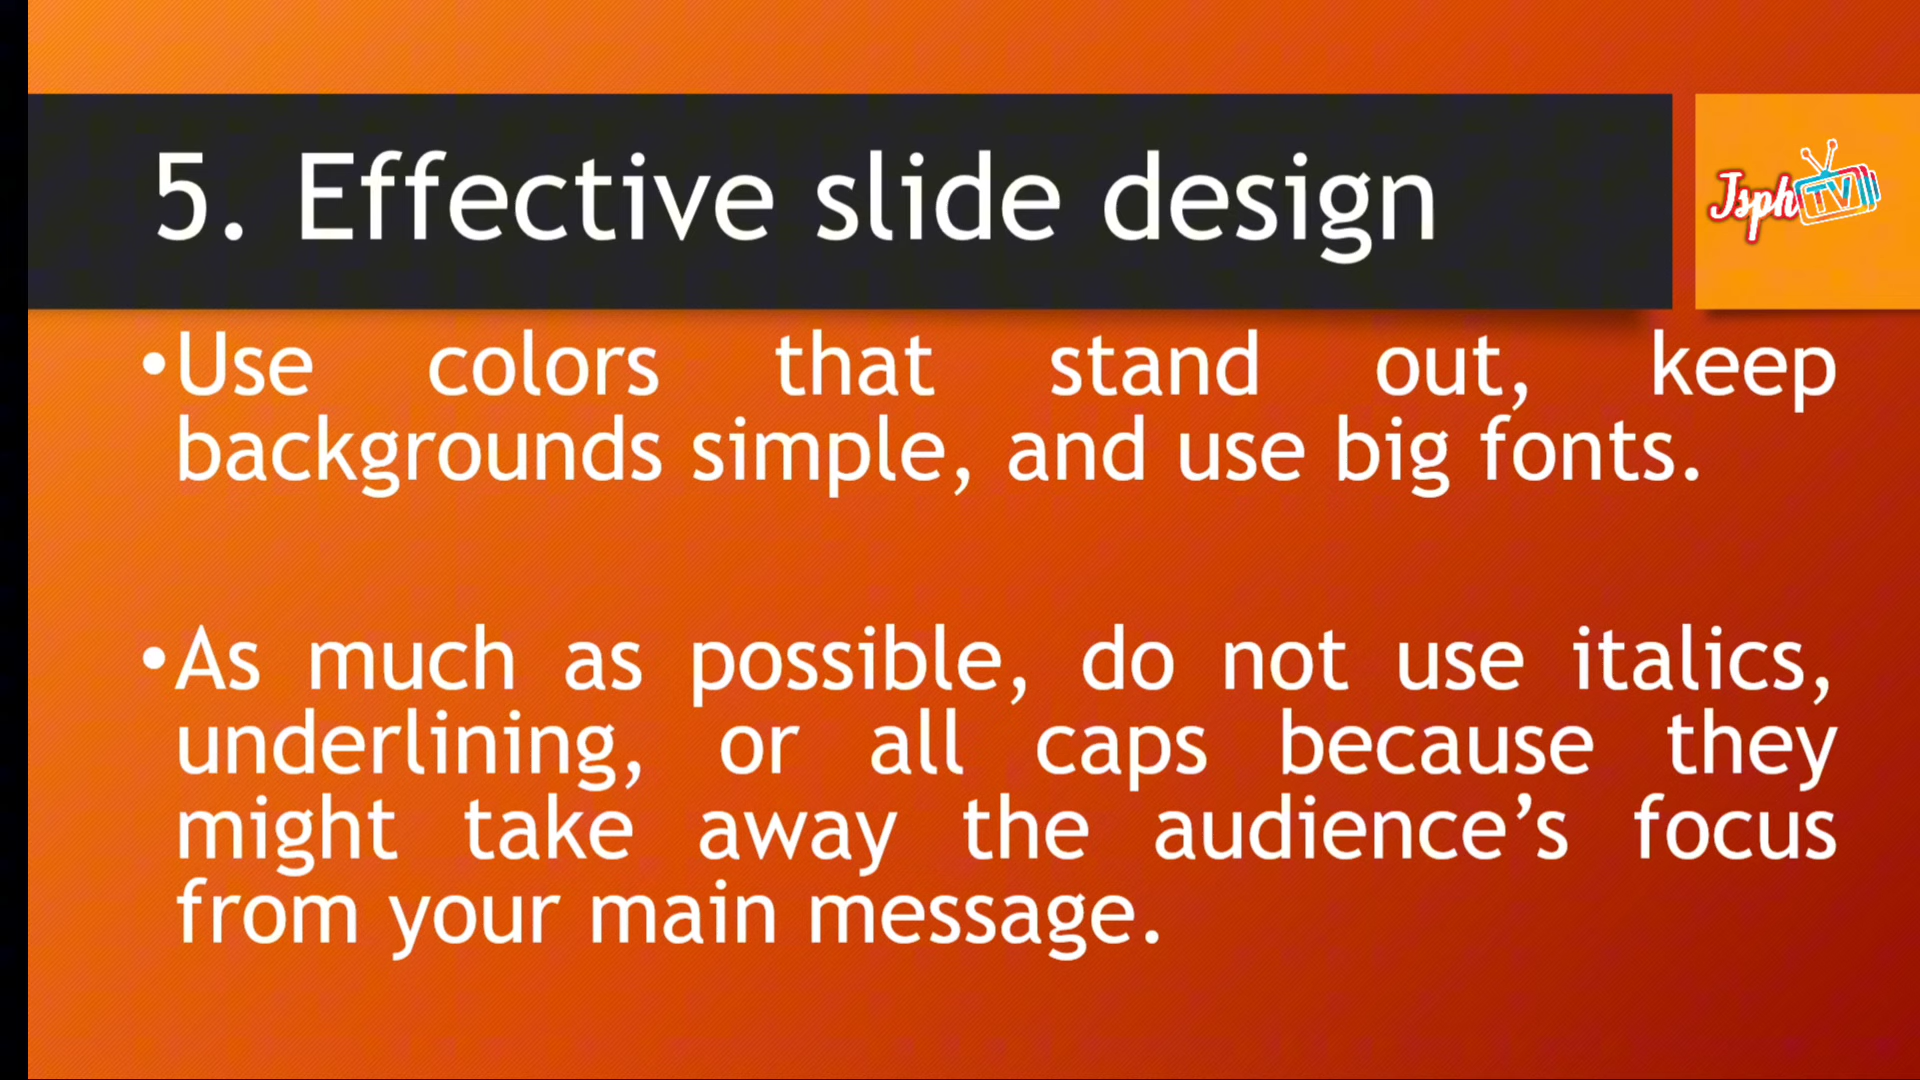 5. Effective slide design
Jsph TV
•Use colors that stand out, keep
backgrounds simple, and use big fonts.
•As much as possible, do not use italics,
underlining, or all caps because they
might take away the audience’s focus
from your main message.